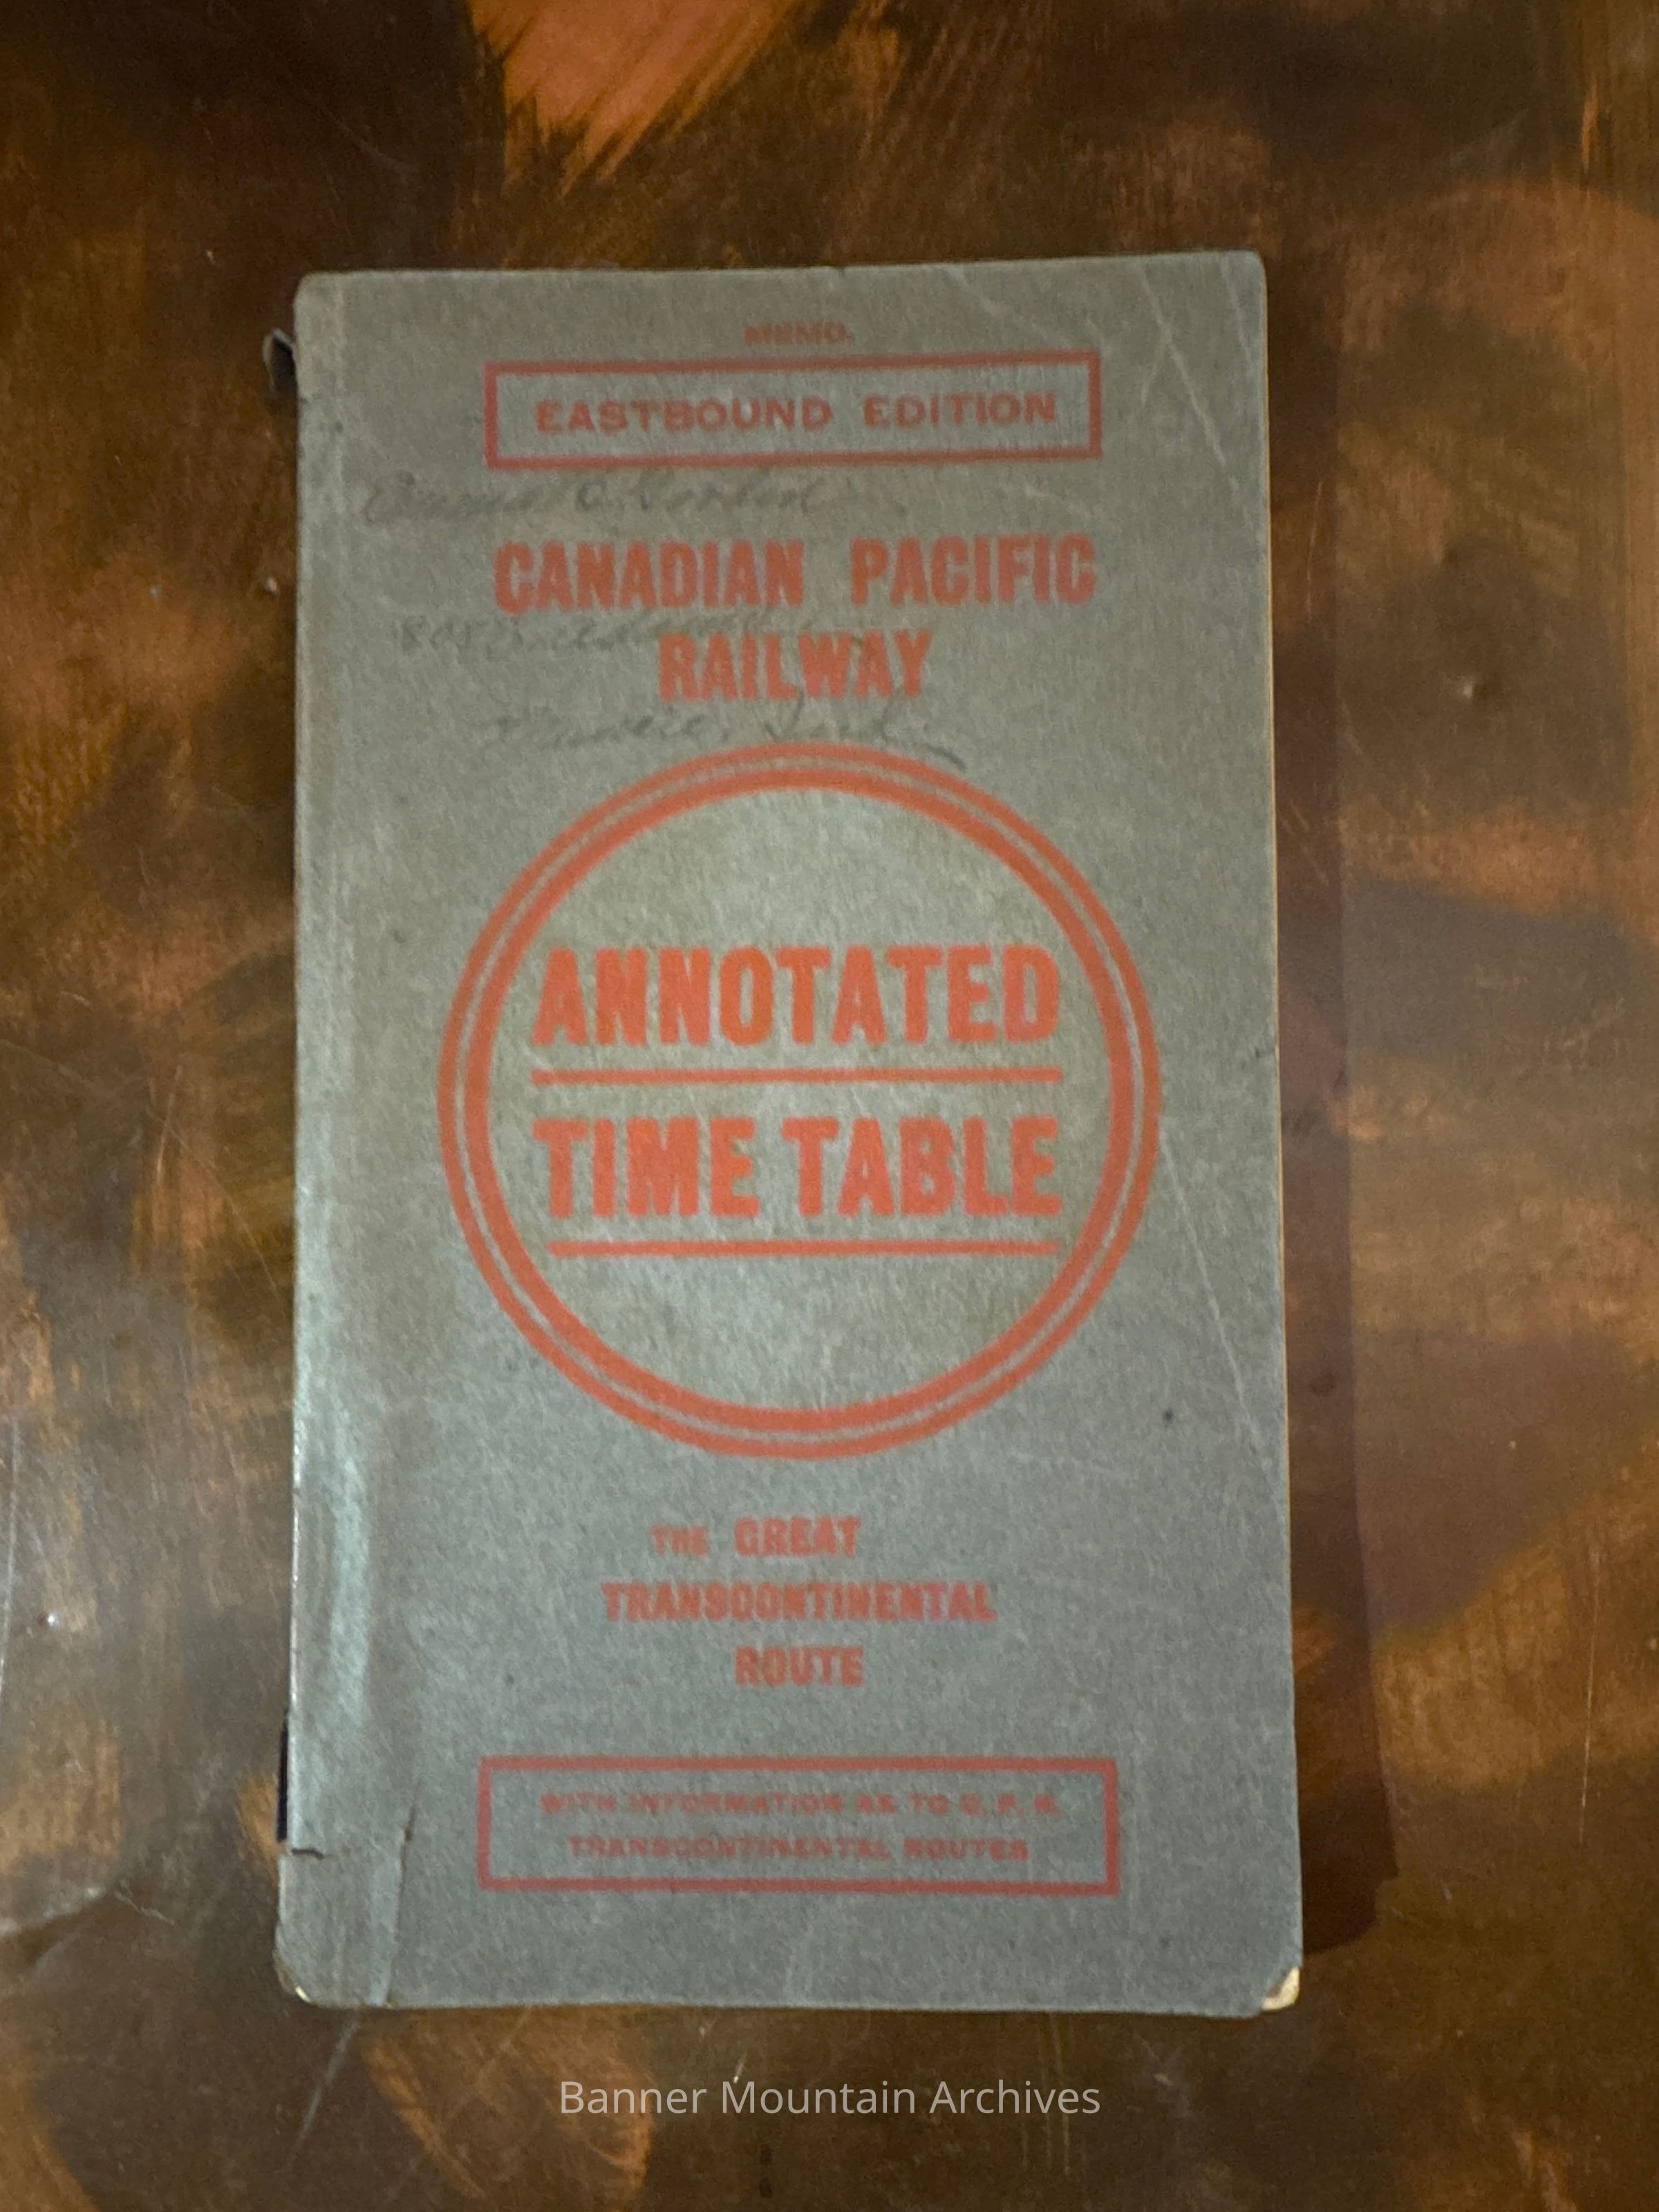 MEMO.
EASTBOUND EDITION
CANADIAN PACIFIC
RAILWAY
ANNOTATED
TIME TABLE
THE GREAT
TRANSCONTINENTAL
ROUTE
WITH INFORMATION AS TO C. P. R.
TRANSCONTINENTAL ROUTES
Banner Mountain Archives